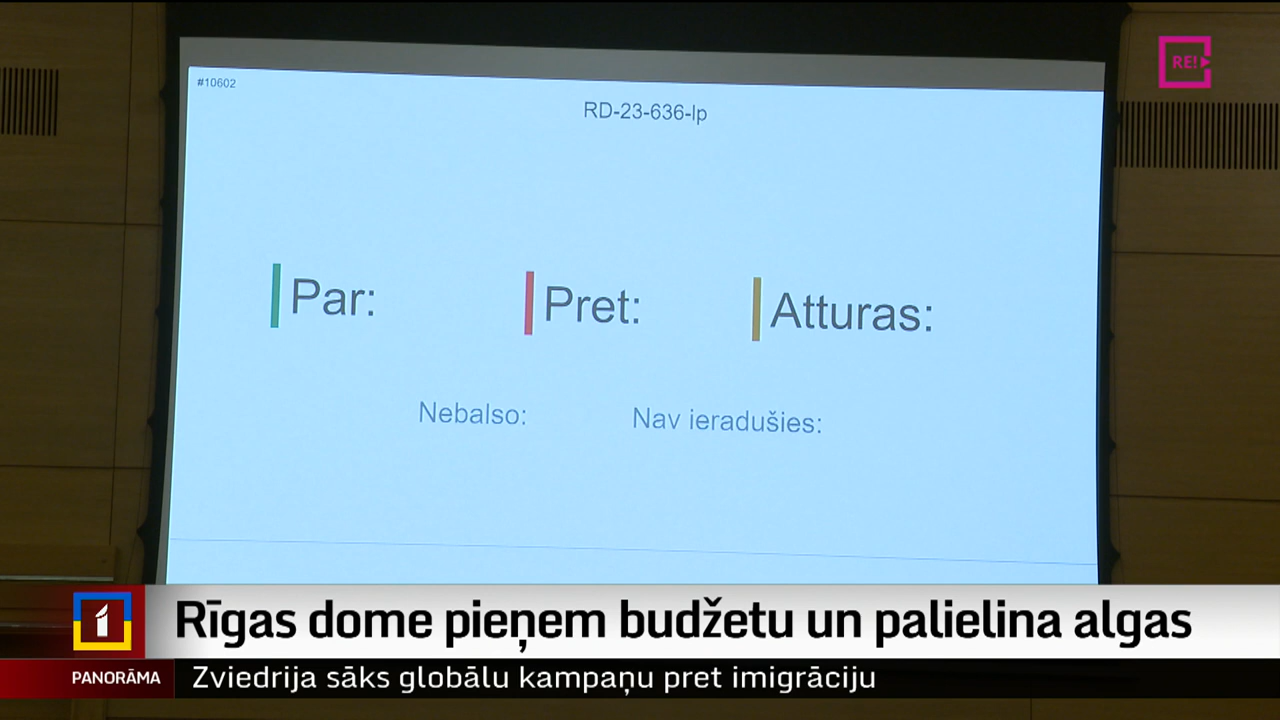 RE!
#10602
RD-23-636-lp
Par:
Pret:
Atturas:
Nebalso:
Nav ieradušies:
1
Rīgas dome pieņem budžetu un palielina algas
PANORĀMA
Zviedrija sāks globālu kampaņu pret imigrāciju